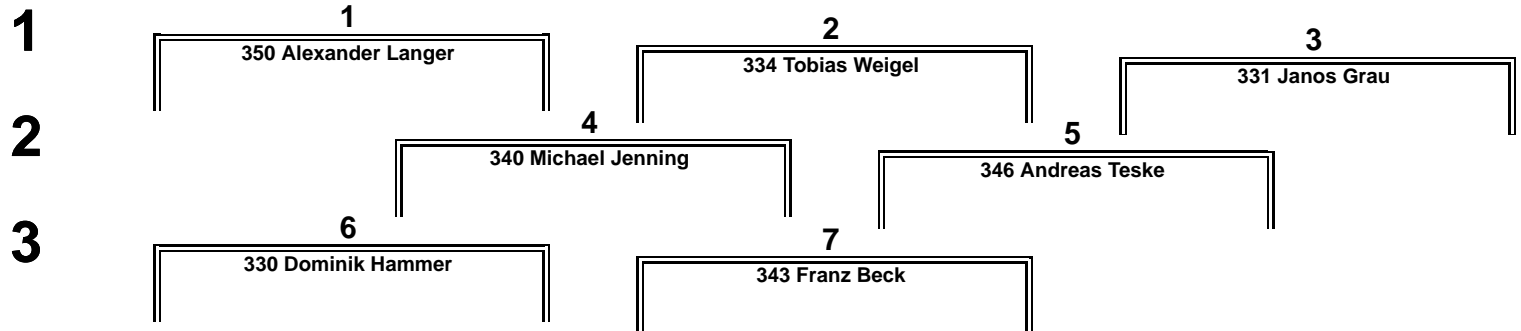 1
1
350 Alexander Langer
2
334 Tobias Weigel
3
331 Janos Grau
2
4
340 Michael Jenning
5
346 Andreas Teske
3
6
330 Dominik Hammer
7
343 Franz Beck